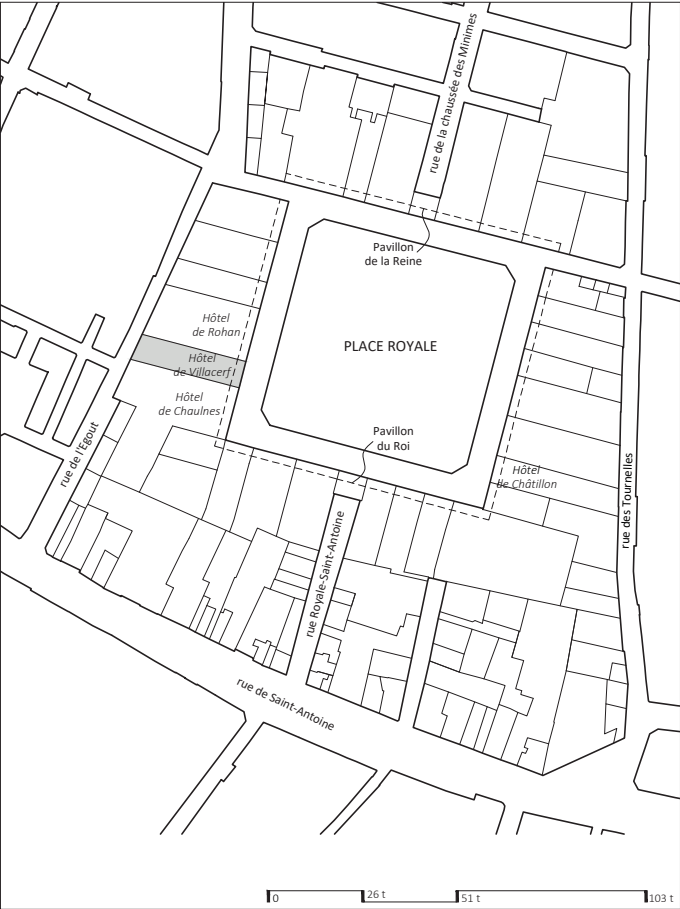 rue de la chaussée des Minimes
Pavillon
de la Reine
Hôtel
de Rohan
PLACE ROYALE
Hôtel
de Villacerf
Hôtel
de Chaulnes
Pavillon
du Roi
rue de l'Egout
Hôtel
de Châtillon
rue des Tournelles
rue Royale-Saint-Antoine
rue de Saint-Antoine
0
26 t
51 t
103 t